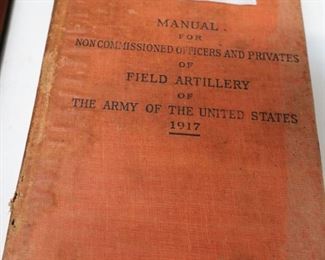 MANUAL
FOR
NONCOMMISSIONED OFFICERS AND PRIVATES
OF
FIELD ARTILLERY
OF
THE ARMY OF THE UNITED STATES
1917